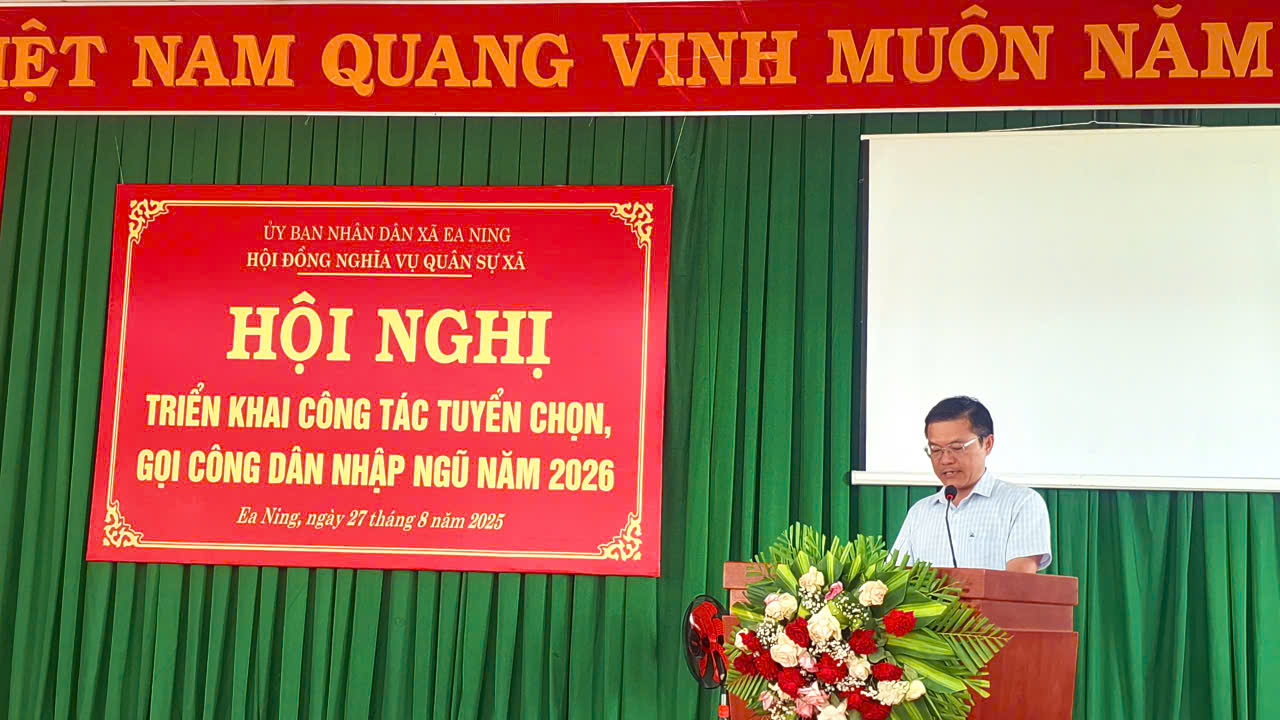 VIỆT NAM QUANG VINH MUÔN NĂM
ỦY BAN NHÂN DÂN XÃ EA NING
HỘI ĐỒNG NGHĨA VỤ QUÂN SỰ XÃ
HỘI NGHỊ
TRIỂN KHAI CÔNG TÁC TUYỂN CHỌN,
GỌI CÔNG DÂN NHẬP NGŨ NĂM 2026
Ea Ning, ngày 27 tháng 8 năm 2025